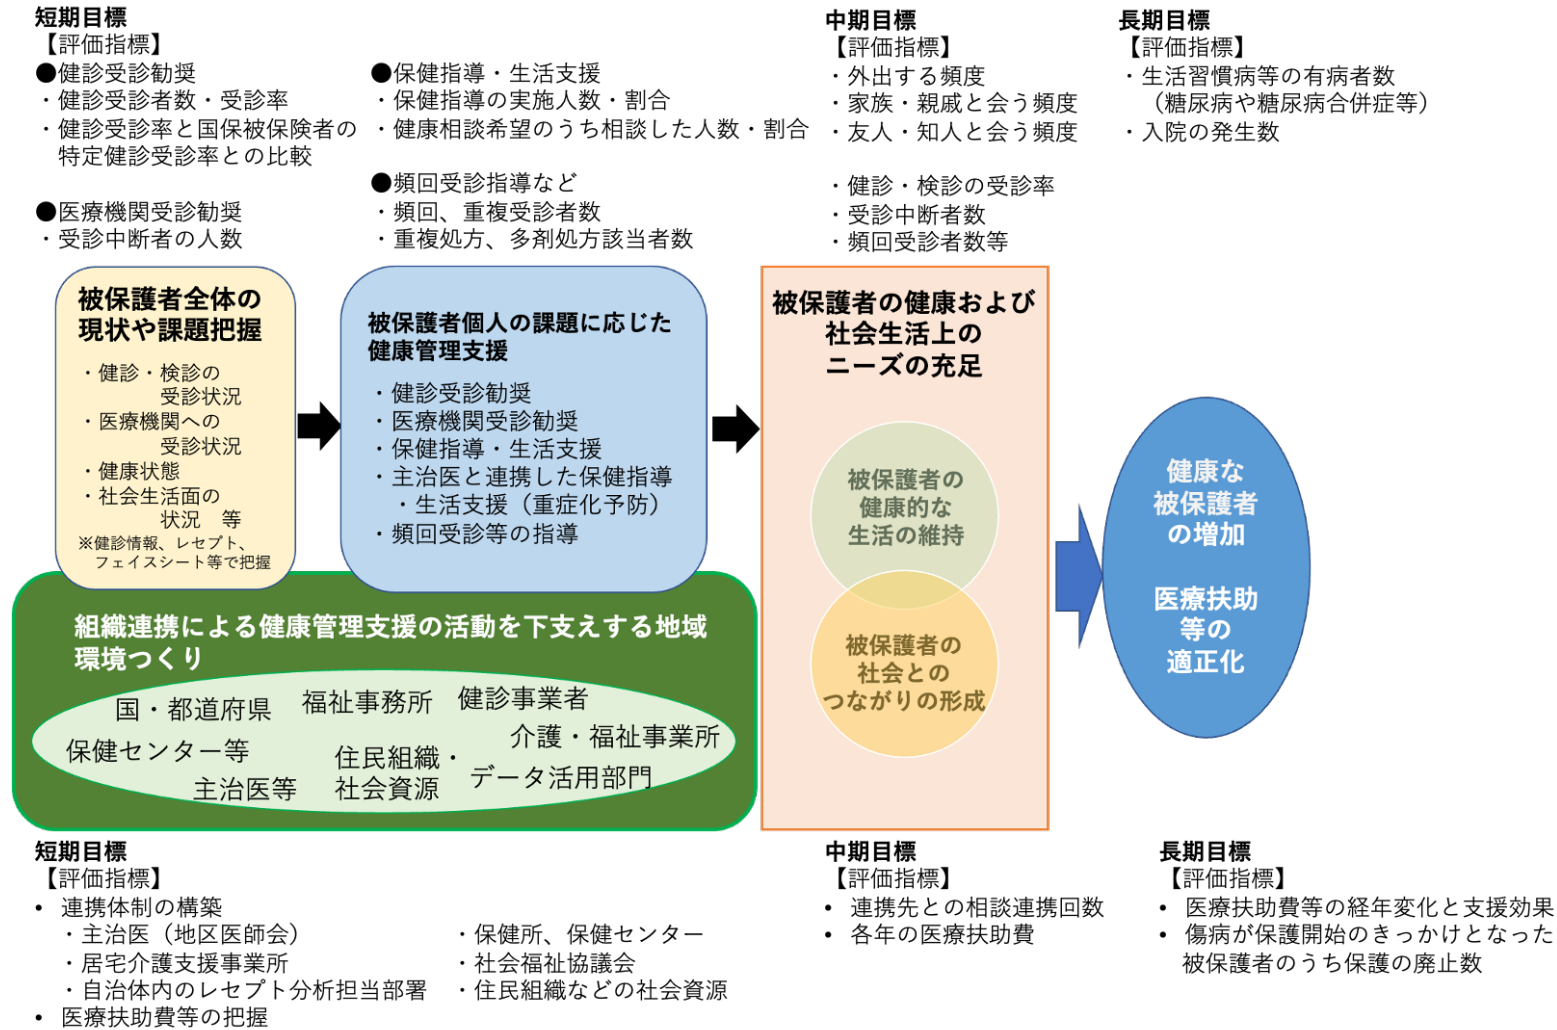 短期目標
【評価指標】
●健診受診勧奨
・健診受診者数・受診率
・健診受診率と国保被保険者の
特定健診受診率との比較
●医療機関受診勧奨
・受診中断者の人数
●保健指導・生活支援
・保健指導の実施人数・割合
・健康相談希望のうち相談した人数・割合
●頻回受診指導など
・頻回、重複受診者数
・重複処方、多剤処方該当者数
中期目標
【評価指標】
・外出する頻度
・家族・親戚と会う頻度
・友人・知人と会う頻度
・健診・検診の受診率
・受診中断者数
・頻回受診者数等
長期目標
【評価指標】
・生活習慣病等の有病者数
（糖尿病や糖尿病合併症等）
・入院の発生数
被保護者全体の
現状や課題把握
・健診・検診の
受診状況
・医療機関への
受診状況
・健康状態
・社会生活面の
状況　等
※健診情報、レセプト、
フェイスシート等で把握
被保護者個人の課題に応じた
健康管理支援
・健診受診勧奨
・医療機関受診勧奨
・保健指導・生活支援
・主治医と連携した保健指導
・生活支援（重症化予防）
・頻回受診等の指導
被保護者の健康および
社会生活上の
ニーズの充足
被保護者の
健康的な
生活の維持
被保護者の
社会との
つながりの形成
健康な
被保護者
の増加
医療扶助
等の
適正化
組織連携による健康管理支援の活動を下支えする地域
環境つくり
国・都道府県
福祉事務所
健診事業者
保健センター等
住民組織・
社会資源
介護・福祉事業所
主治医等
データ活用部門
短期目標
【評価指標】
• 連携体制の構築
・主治医（地区医師会）
・居宅介護支援事業所
・自治体内のレセプト分析担当部署
• 医療扶助費等の把握
・保健所、保健センター
・社会福祉協議会
・住民組織などの社会資源
中期目標
【評価指標】
• 連携先との相談連携回数
• 各年の医療扶助費
長期目標
【評価指標】
• 医療扶助費等の経年変化と支援効果
• 傷病が保護開始のきっかけとなった
被保護者のうち保護の廃止数